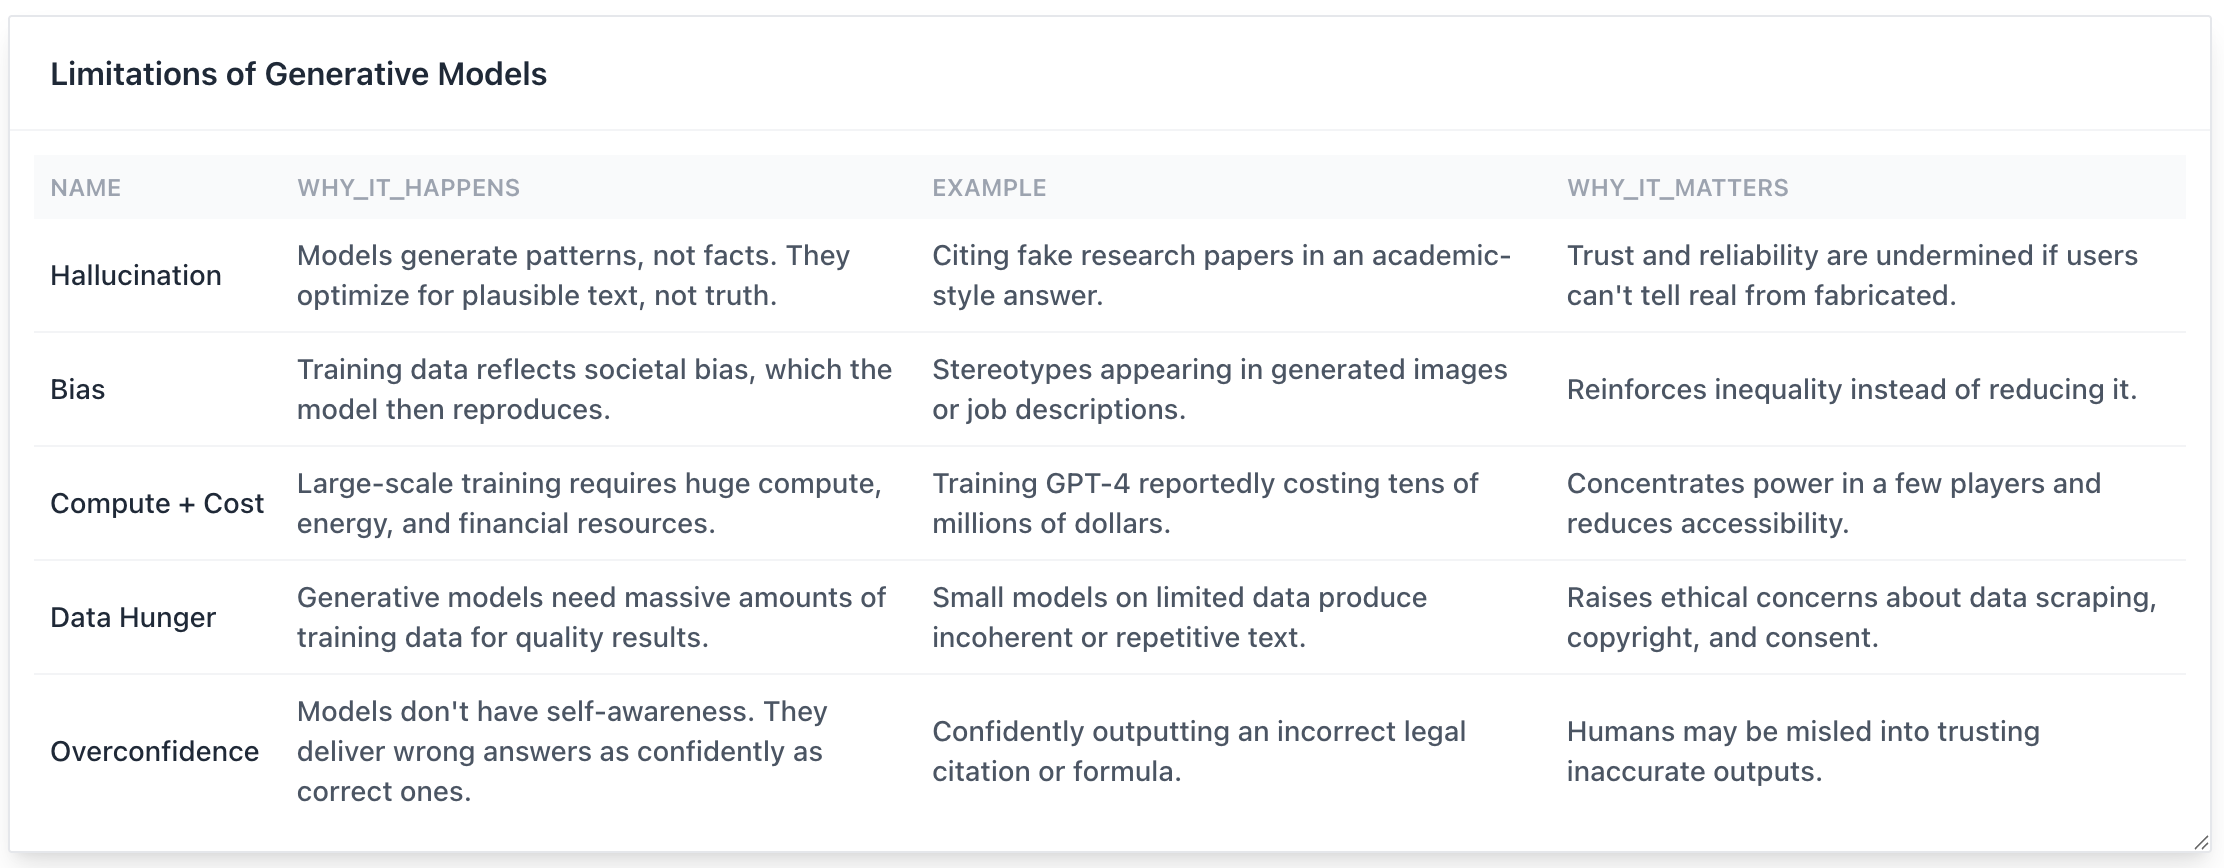 Limitations of Generative Models
NAME WHY_IT_HAPPENS EXAMPLE WHY_IT_MATTERS
Hallucination
Models generate patterns, not facts. They
optimize for plausible text, not truth.
Citing fake research papers in an academic-
style answer.
Trust and reliability are undermined if users
can't tell real from fabricated.
Bias
Training data reflects societal bias, which the
model then reproduces.
Stereotypes appearing in generated images
or job descriptions.
Reinforces inequality instead of reducing it.
Compute + Cost
Large-scale training requires huge compute,
energy, and financial resources.
Training GPT-4 reportedly costing tens of
millions of dollars.
Concentrates power in a few players and
reduces accessibility.
Data Hunger
Generative models need massive amounts of
training data for quality results.
Small models on limited data produce
incoherent or repetitive text.
Raises ethical concerns about data scraping,
copyright, and consent.
Overconfidence
Models don't have self-awareness. They
deliver wrong answers as confidently as
correct ones.
Confidently outputting an incorrect legal
citation or formula.
Humans may be misled into trusting
inaccurate outputs.